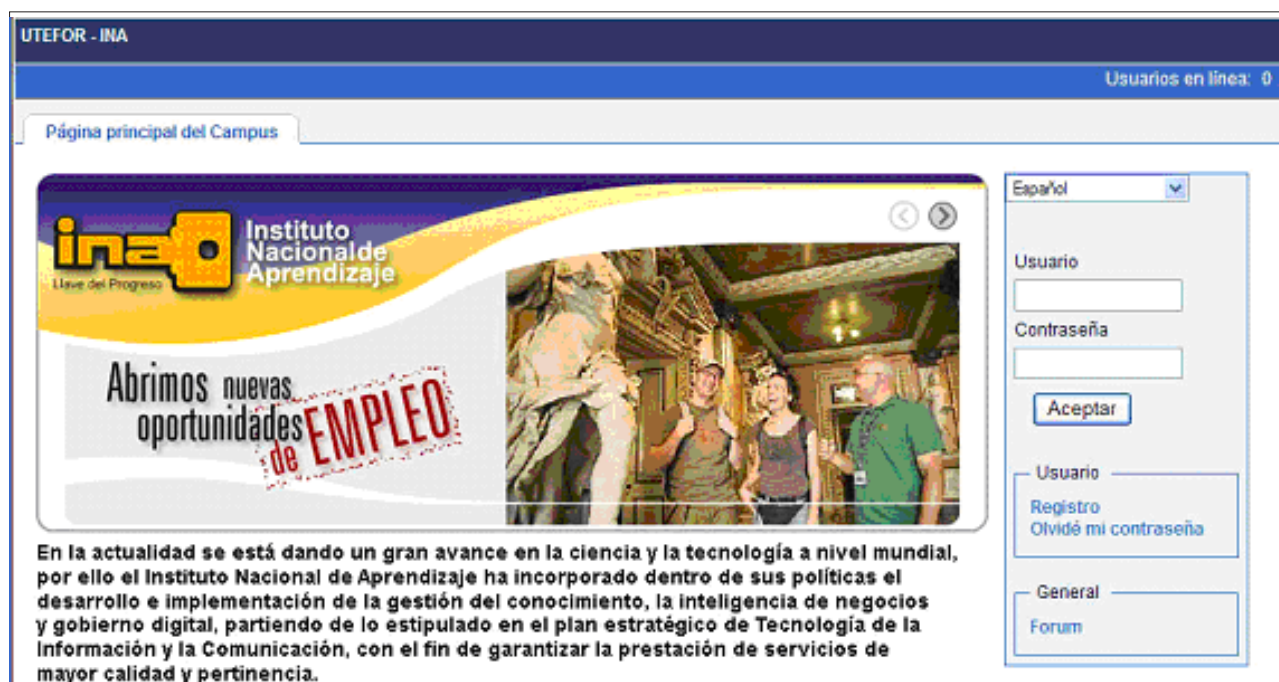 UTEFOR - INA
Usuarios en línea: 0
Página principal del Campus
ina
Llave del Progreso
Instituto
Nacional de
Aprendizaje
Abrimos nuevas
oportunidades
de EMPLEO
En la actualidad se está dando un gran avance en la ciencia y la tecnología a nivel mundial,
por ello el Instituto Nacional de Aprendizaje ha incorporado dentro de sus políticas el
desarrollo e implementación de la gestión del conocimiento, la inteligencia de negocios
y gobierno digital, partiendo de lo estipulado en el plan estratégico de Tecnología de la
Información y la Comunicación, con el fin de garantizar la prestación de servicios de
mayor calidad y pertinencia.
Español
Usuario
Contraseña
Aceptar
Usuario
Registro
Olvidé mi contraseña
General
Forum